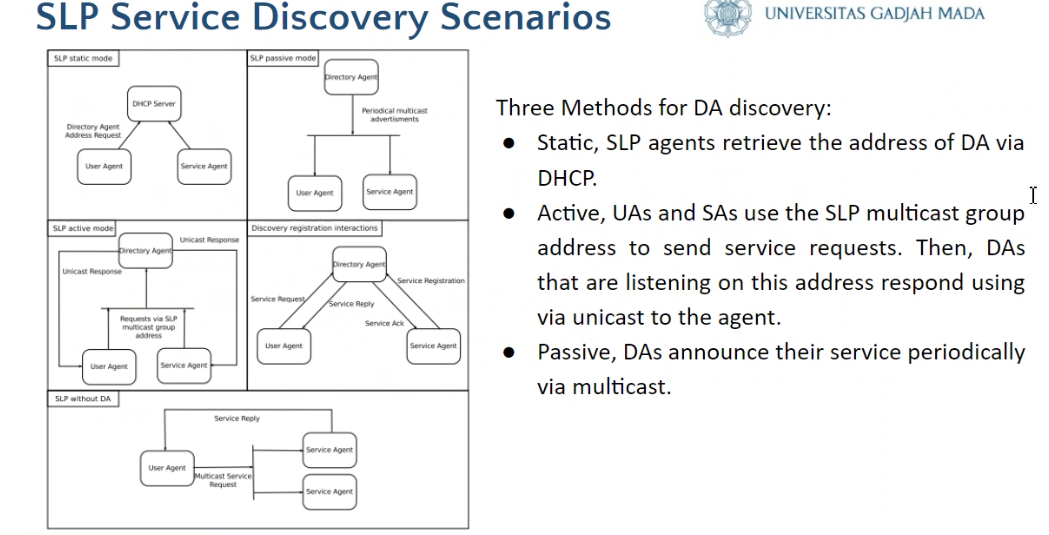 SLP Service Discovery Scenarios
UNIVERSITAS GADJAH MADA
SLP static mode
DHCP Server
Directory Agent
Address Request
User Agent
Service Agent
SLP passive mode
Directory Agent
Periodical multicast
advertisments
User Agent
Service Agent
SLP active mode
Directory Agent
Unicast Response
Unicast Response
Requests via SLP
multicast group
address
User Agent
Service Agent
Discovery registration interactions
Directory Agent
Service Registration
Service Request
Service Reply
Service Ack
User Agent
Service Agent
SLP without DA
Service Reply
User Agent
Multicast Service
Request
Service Agent
Service Agent
Three Methods for DA discovery:
● Static, SLP agents retrieve the address of DA via
DHCP.
● Active, UAs and SAs use the SLP multicast group
address to send service requests. Then, DAs
that are listening on this address respond using
via unicast to the agent.
● Passive, DAs announce their service periodically
via multicast.